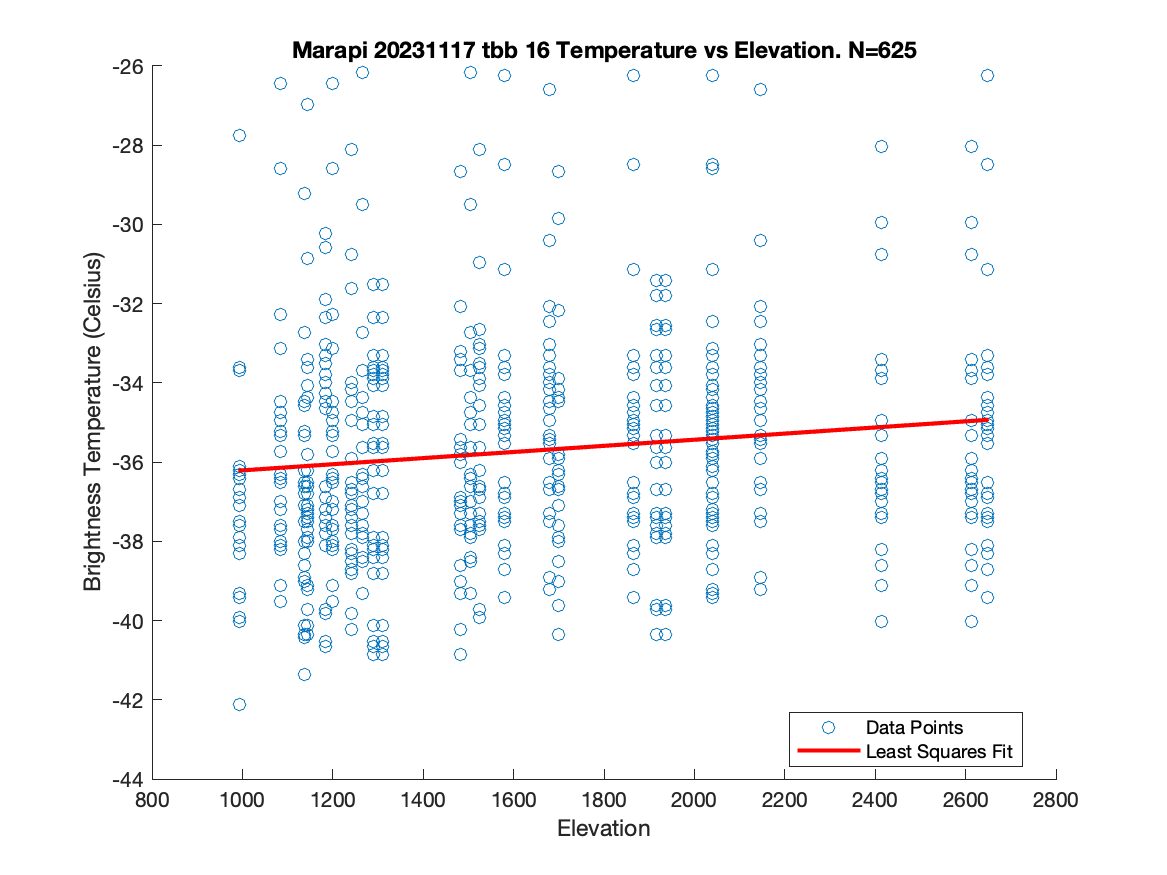 Marapi 20231117 tbb 16 Temperature vs Elevation. N=625
-26
-28
-30
-32
-34
-36
-38
-40
-42
-44
Brightness Temperature (Celsius)
Data Points
Least Squares Fit
800 1000 1200 1400 1600 1800 2000 2200 2400 2600 2800
Elevation